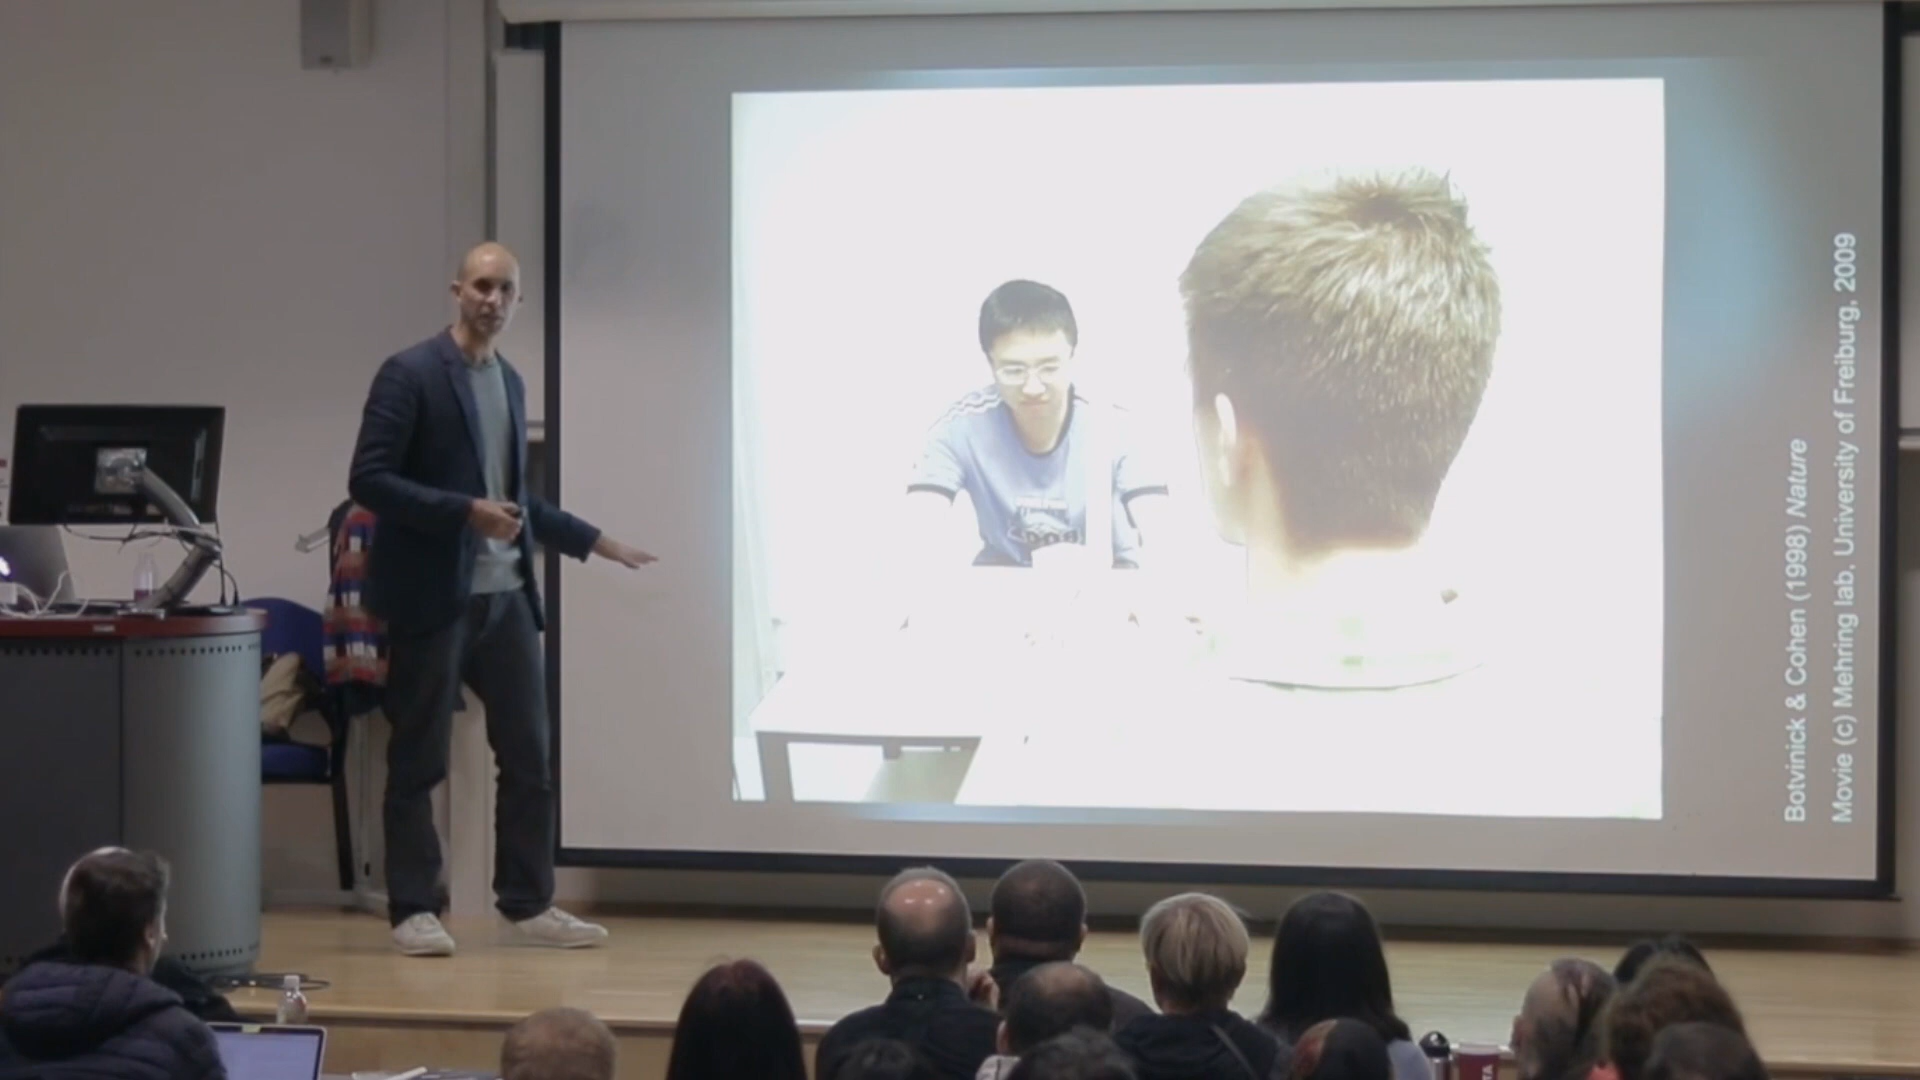 Botvinick & Cohen (1998) Nature
Movie (c) Mehring lab, University of Freiburg, 2009